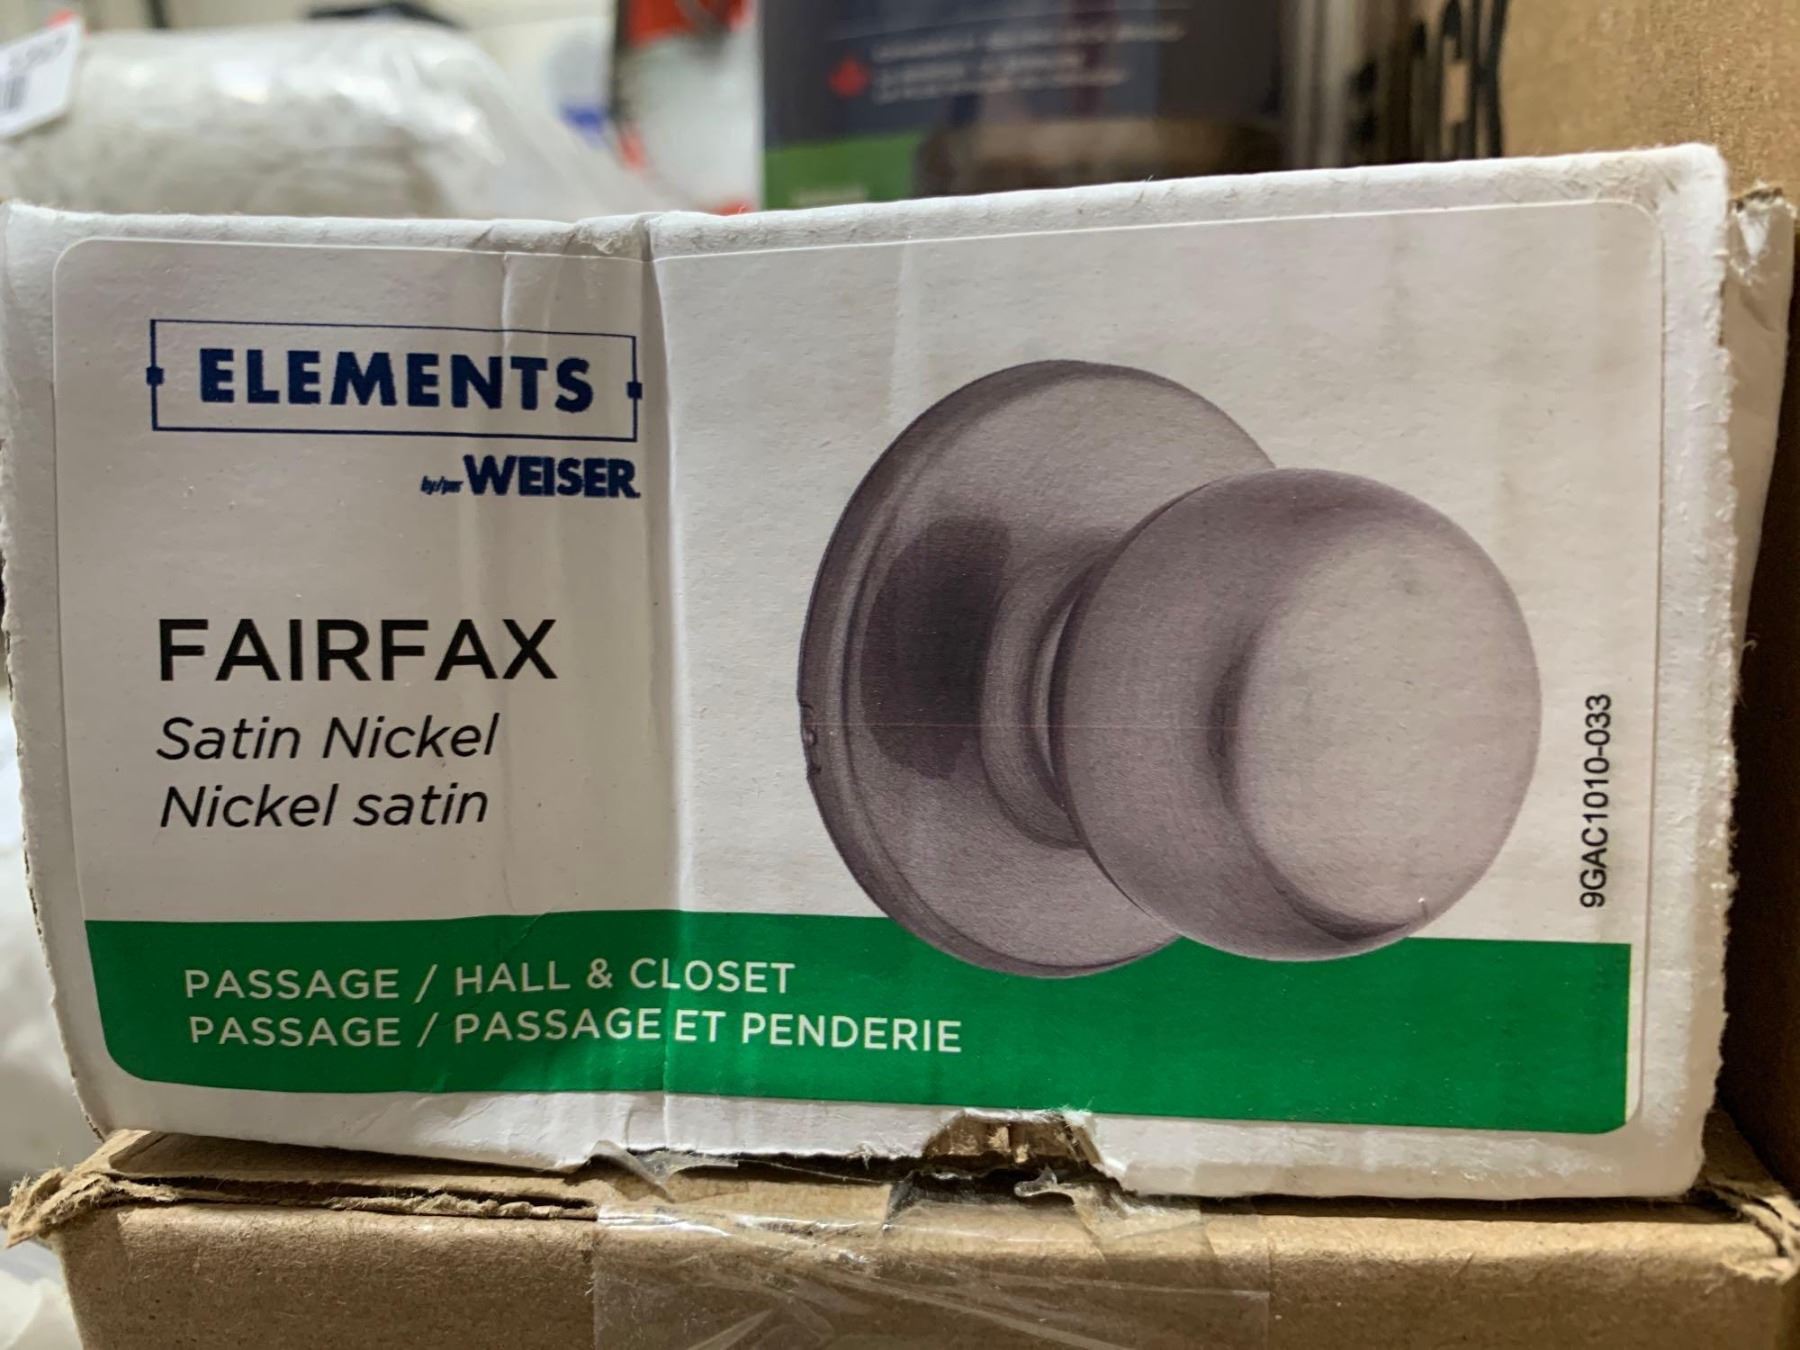 ELEMENTS
by/par WEISER
FAIRFAX
Satin Nickel
Nickel satin
PASSAGE / HALL & CLOSET
PASSAGE / PASSAGE ET PENDERIE
9GAC1010-033